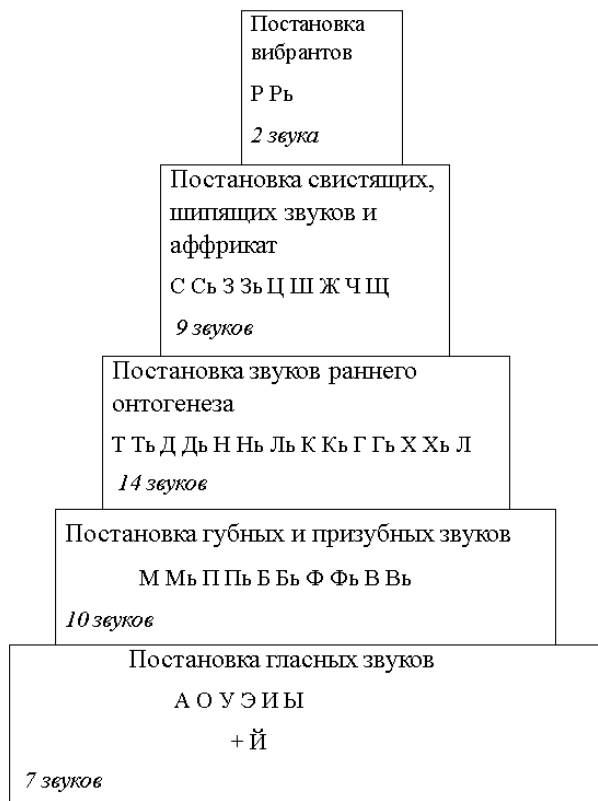 Постановка
вибрантов
Р Рь
2 звука
Постановка свистящих,
шипящих звуков и
аффрикат
С Сь З Зь Ц Ш Ж Ч Щ
9 звуков
Постановка звуков раннего
онтогенеза
Т Ть Д Дь Н Нь Ль К Кь Г Гь Х Хь Л
14 звуков
Постановка губных и призубных звуков
М Мь П Пь Б Бь Ф Фь В Вь
10 звуков
Постановка гласных звуков
А О У Э И Ы
+ Й
7 звуков